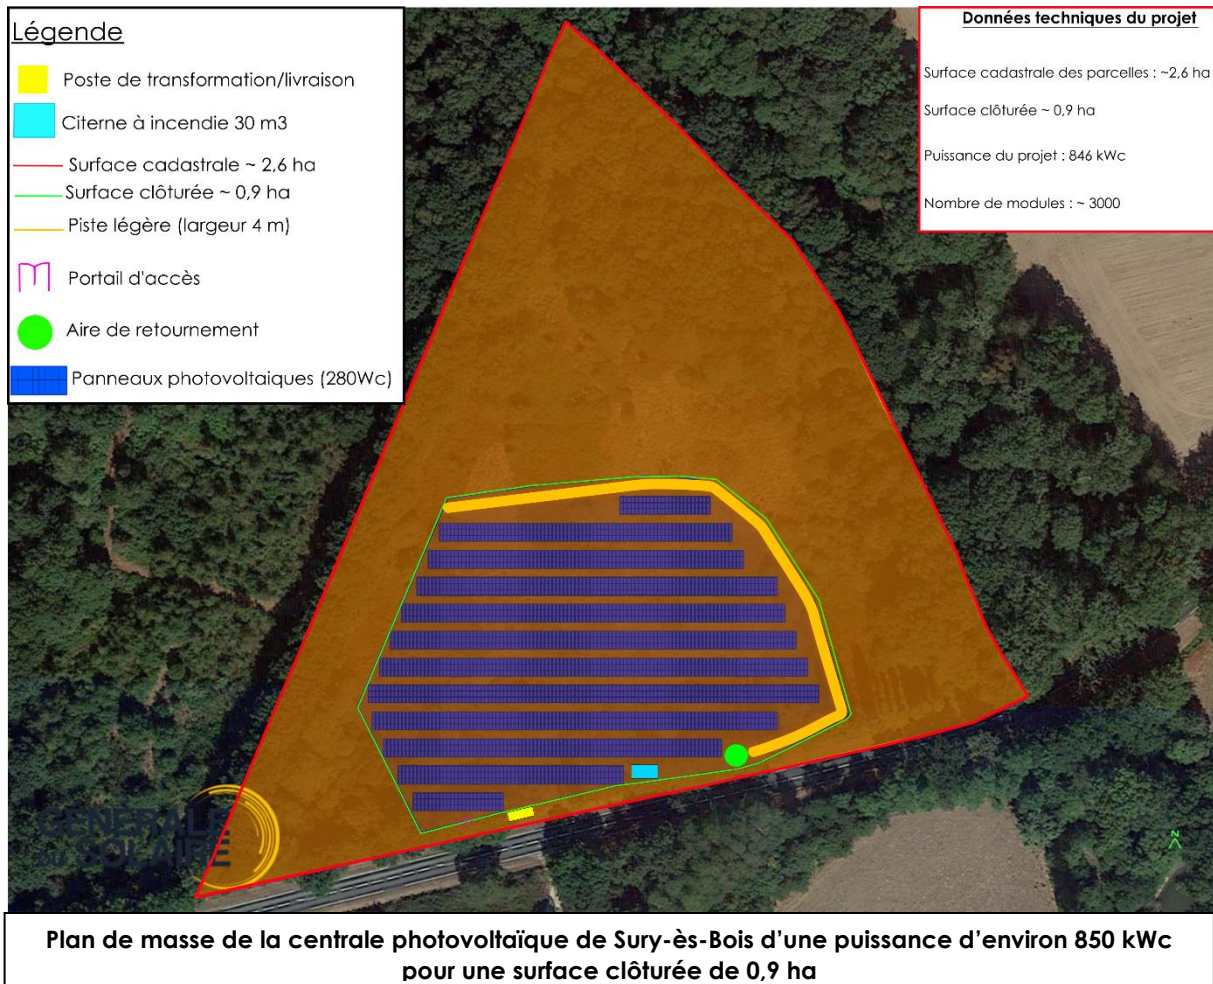 Légende
Poste de transformation/livraison
Citerne à incendie 30 m3
Surface cadastrale ~ 2,6 ha
Surface clôturée ~ 0,9 ha
Piste légère (largeur 4 m)
Portail d'accès
Aire de retournement
Panneaux photovoltaiques (280Wc)
Données techniques du projet
Surface cadastrale des parcelles : ~2,6 ha
Surface clôturée ~ 0,9 ha
Puissance du projet : 846 kWc
Nombre de modules : ~ 3000
GÉNÉRALE
DU SOLAIRE
N
Plan de masse de la centrale photovoltaïque de Sury-ès-Bois d'une puissance d'environ 850 kWc
pour une surface clôturée de 0,9 ha